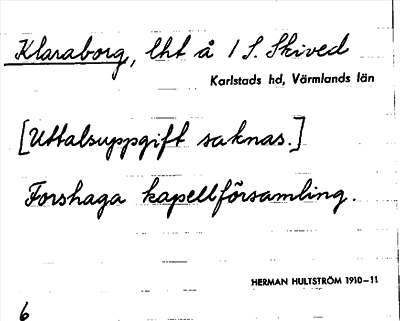 Klaraborg, lht å 1 S. Skived
Karlstads hd, Värmlands län
[Uttalsuppgift saknas.]
Forshaga kapellförsamling.
HERMAN HULTSTRÖM 1910–11
6